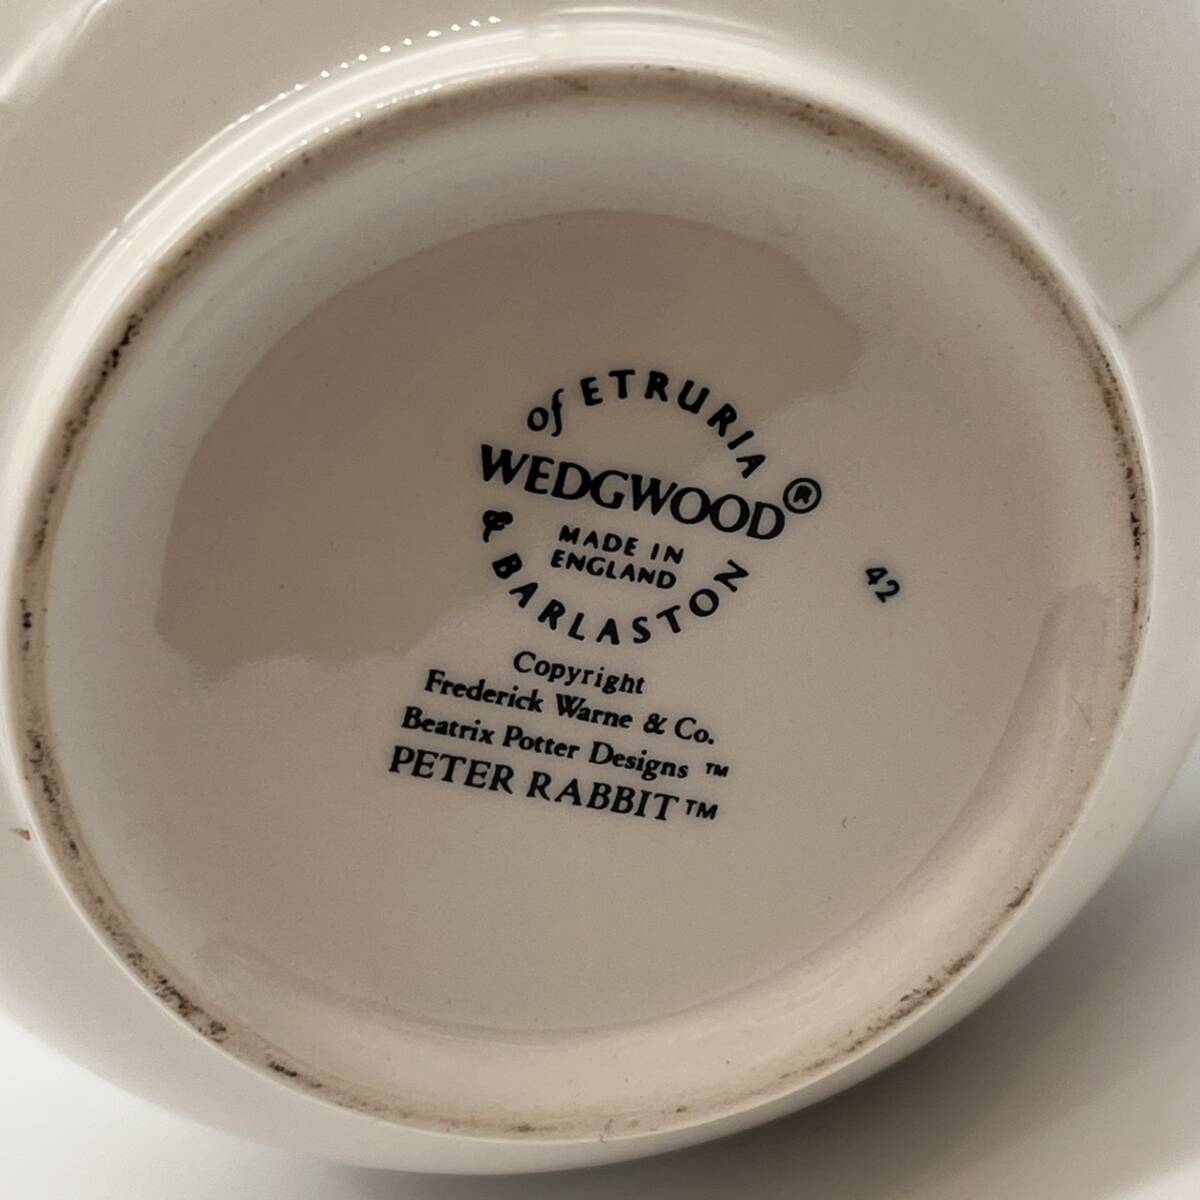 of ETRURIA
WEDGWOOD®
MADE IN
ENGLAND
& BARLASTON
42
Copyright
Frederick Warne & Co.
Beatrix Potter Designs ™
PETER RABBIT™